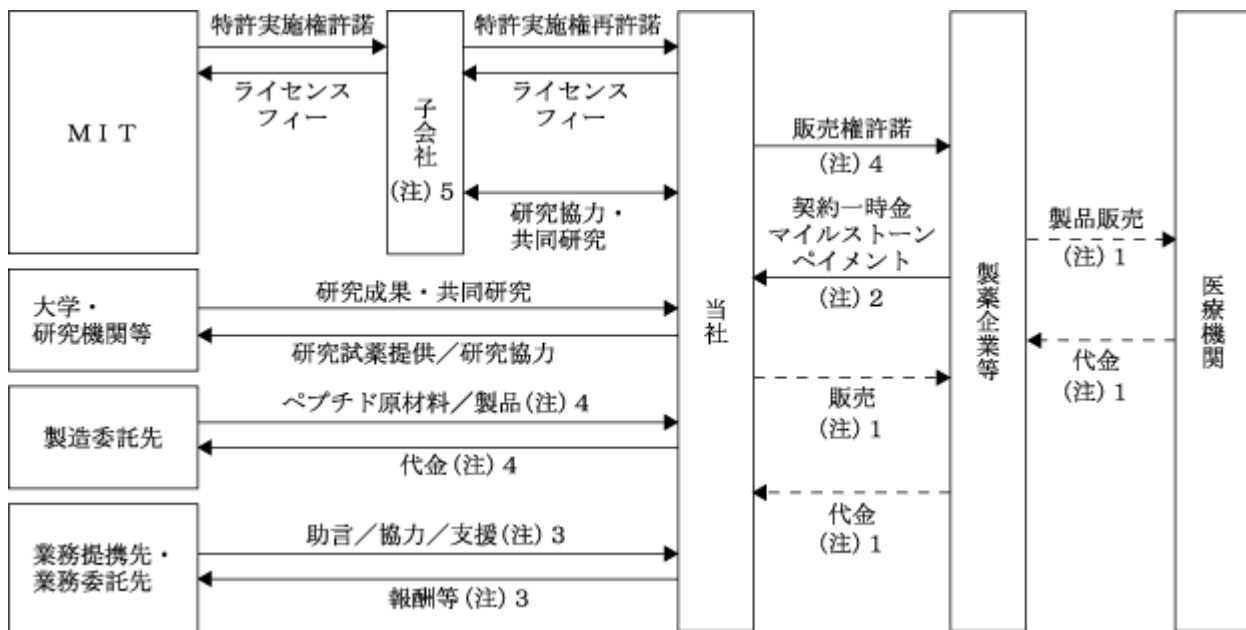 特許実施権許諾
ライセンス
フィー
特許実施権再許諾
ライセンス
フィー
ＭＩＴ
子会社
(注) 5
研究協力・
共同研究
大学・
研究機関等
研究成果・共同研究
研究試薬提供／研究協力
製造委託先
ペプチド原材料／製品(注) 4
代金(注) 4
業務提携先・
業務委託先
助言／協力／支援(注) 3
報酬等(注) 3
当社
販売権許諾
(注) 4
契約一時金
マイルストーン
ペイメント
(注) 2
販売
(注) 1
代金
(注) 1
製薬企業等
製品販売
(注) 1
代金
(注) 1
医療機関